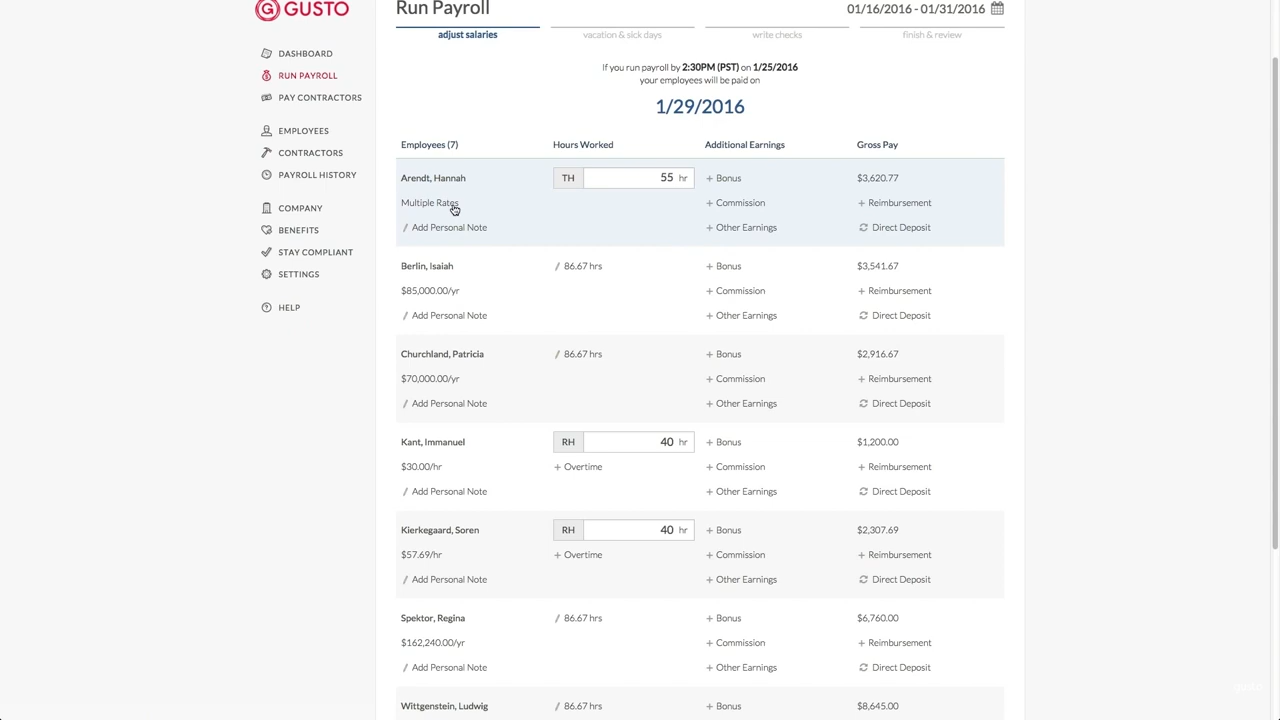 GUSTO
Run Payroll
01/16/2016 - 01/31/2016
DASHBOARD
RUN PAYROLL
PAY CONTRACTORS
EMPLOYEES
CONTRACTORS
PAYROLL HISTORY
COMPANY
BENEFITS
STAY COMPLIANT
SETTINGS
HELP
adjust salaries
vacation & sick days
write checks
finish & review
If you run payroll by 2:30PM (PST) on 1/25/2016
your employees will be paid on
1/29/2016
Employees (7) Hours Worked Additional Earnings Gross Pay
Arendt, Hannah TH 55 hr + Bonus $3,620.77
Multiple Rates + Commission + Reimbursement
Add Personal Note + Other Earnings Direct Deposit
Berlin, Isaiah 86.67 hrs + Bonus $3,541.67
$85,000.00/yr + Commission + Reimbursement
Add Personal Note + Other Earnings Direct Deposit
Churchland, Patricia 86.67 hrs + Bonus $2,916.67
$70,000.00/yr + Commission + Reimbursement
Add Personal Note + Other Earnings Direct Deposit
Kant, Immanuel RH 40 hr + Bonus $1,200.00
$30.00/hr + Overtime + Commission + Reimbursement
Add Personal Note + Other Earnings Direct Deposit
Kierkegaard, Soren RH 40 hr + Bonus $2,307.69
$57.69/hr + Overtime + Commission + Reimbursement
Add Personal Note + Other Earnings Direct Deposit
Spektor, Regina 86.67 hrs + Bonus $6,760.00
$162,240.00/yr + Commission + Reimbursement
Add Personal Note + Other Earnings Direct Deposit
Wittgenstein, Ludwig 86.67 hrs + Bonus $8,645.00